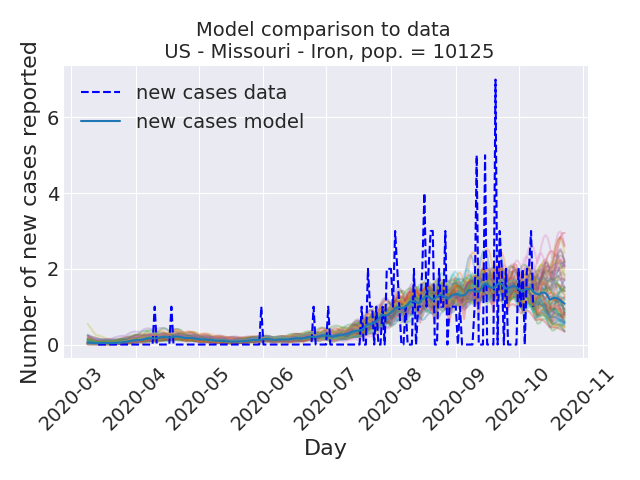 Model comparison to data
US - Missouri - Iron, pop. = 10125
new cases data
new cases model
Number of new cases reported
6
4
2
0
2020-03
2020-04
2020-05
2020-06
2020-07
2020-08
2020-09
2020-10
2020-11
Day